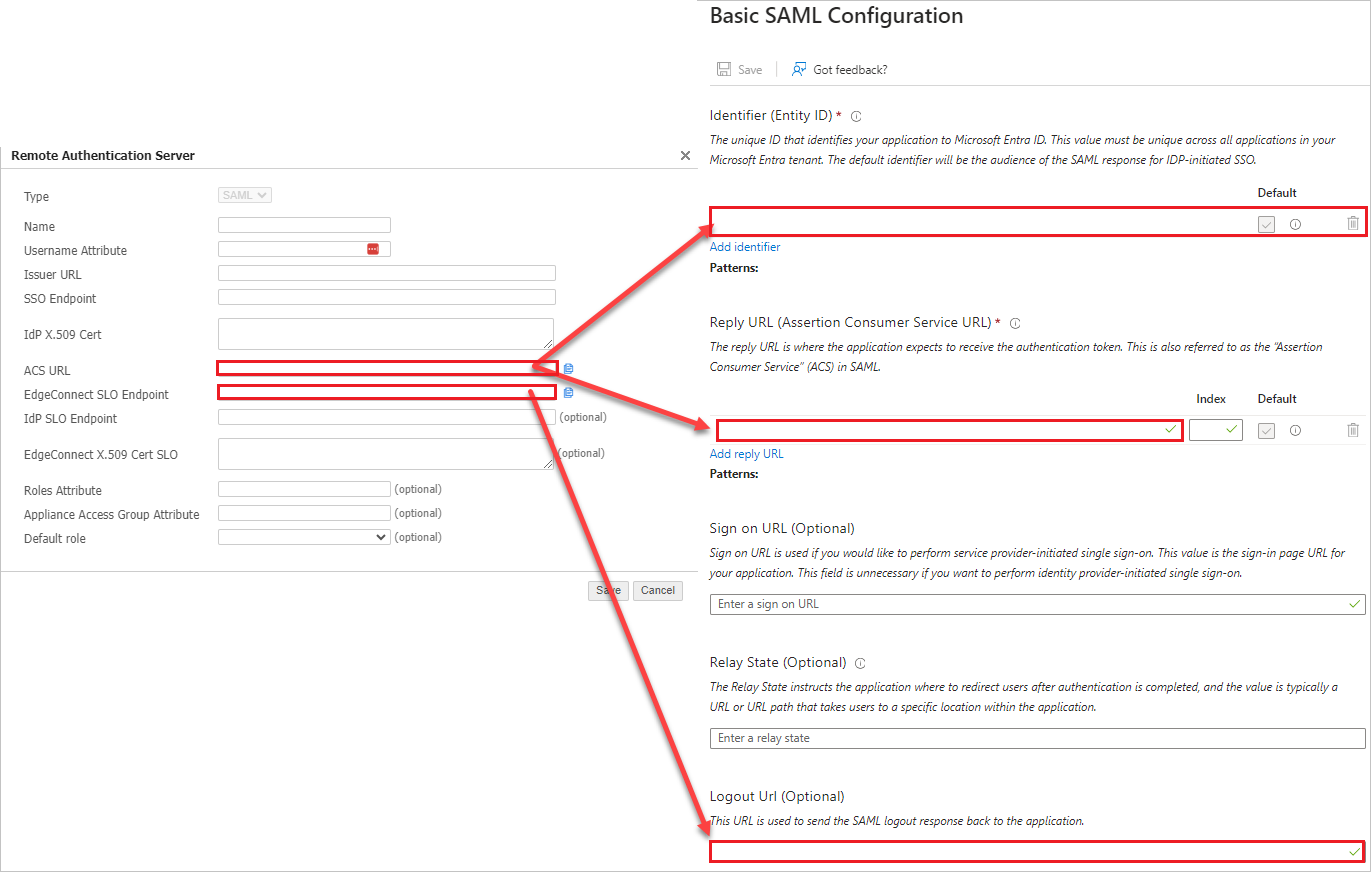 Remote Authentication Server
Type
SAML
Name
Username Attribute
Issuer URL
SSO Endpoint
IdP X.509 Cert
ACS URL
EdgeConnect SLO Endpoint
IdP SLO Endpoint
(optional)
EdgeConnect X.509 Cert SLO
(optional)
Roles Attribute
(optional)
Appliance Access Group Attribute
(optional)
Default role
(optional)
Save
Cancel
Basic SAML Configuration
Save
Got feedback?
Identifier (Entity ID) *
The unique ID that identifies your application to Microsoft Entra ID. This value must be unique across all applications in your
Microsoft Entra tenant. The default identifier will be the audience of the SAML response for IDP-initiated SSO.
Default
Add identifier
Patterns:
Reply URL (Assertion Consumer Service URL) *
The reply URL is where the application expects to receive the authentication token. This is also referred to as the "Assertion
Consumer Service" (ACS) in SAML.
Index
Default
Add reply URL
Patterns:
Sign on URL (Optional)
Sign on URL is used if you would like to perform service provider-initiated single sign-on. This value is the sign-in page URL for
your application. This field is unnecessary if you want to perform identity provider-initiated single sign-on.
Enter a sign on URL
Relay State (Optional)
The Relay State instructs the application where to redirect users after authentication is completed, and the value is typically a
URL or URL path that takes users to a specific location within the application.
Enter a relay state
Logout Url (Optional)
This URL is used to send the SAML logout response back to the application.